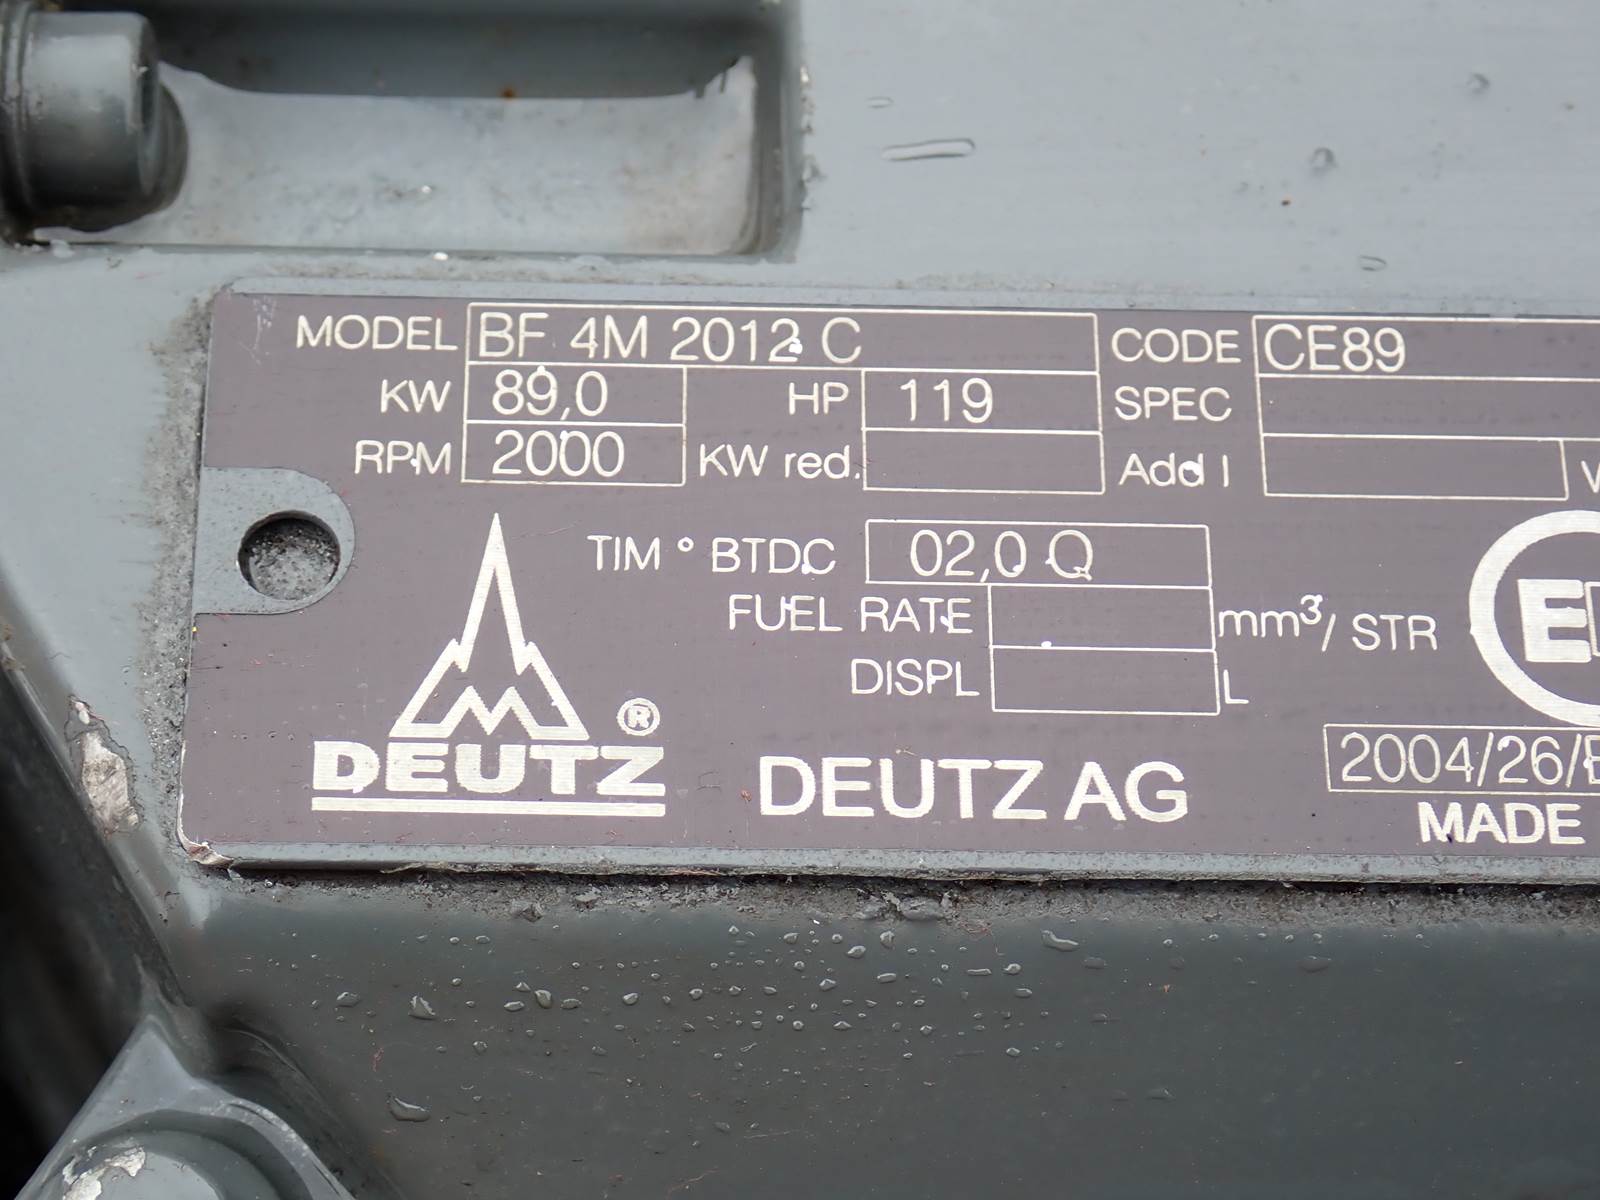 MODEL BF 4M 2012 C CODE CE89
KW 89,0 HP 119 SPEC
RPM 2000 KW red. Add l
TIM ° BTDC 02,0 Q
FUEL RATE mm³/ STR
DISPL L
DEUTZ ®
DEUTZ AG
2004/26/
MADE